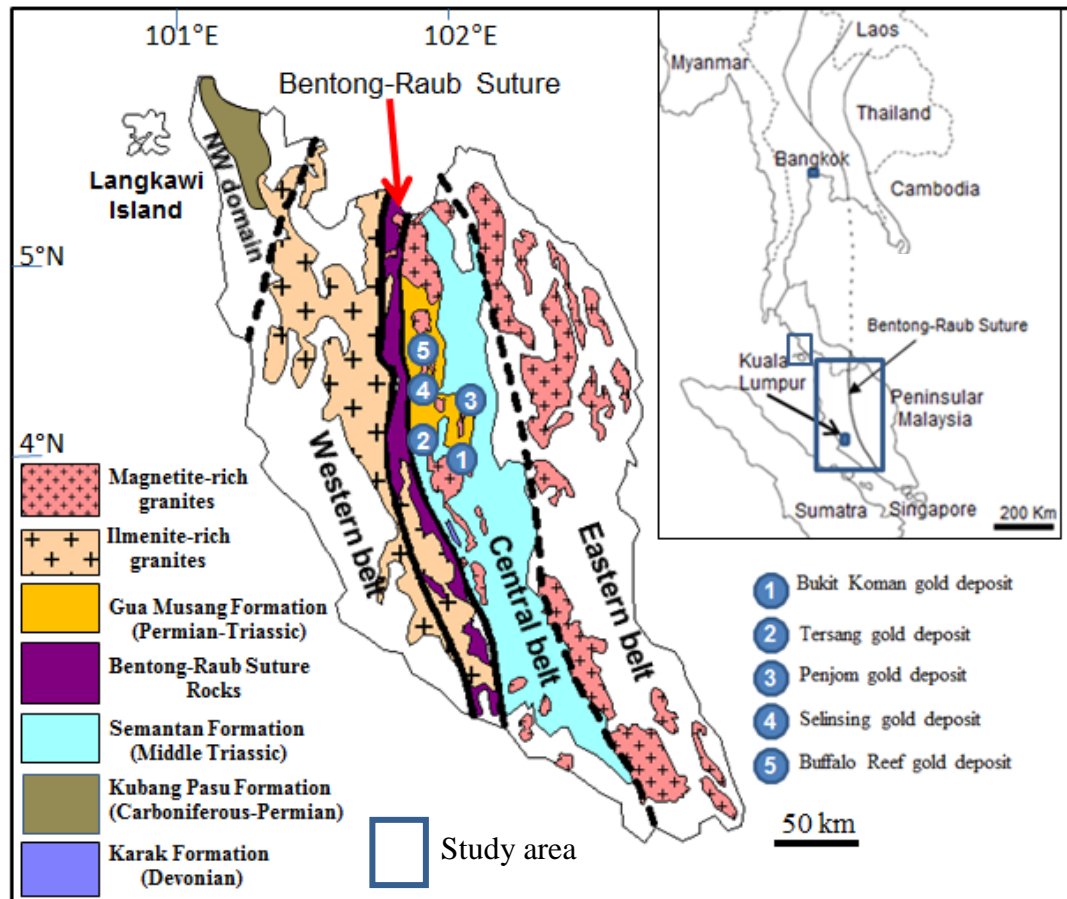 101°E
102°E
Bentong-Raub Suture
Langkawi
Island
NW domain
5°N
4°N
5
4
3
2
1
Western belt
Central belt
Eastern belt
Magnetite-rich
granites
Ilmenite-rich
granites
Gua Musang Formation
(Permian-Triassic)
Bentong-Raub Suture
Rocks
Semantan Formation
(Middle Triassic)
Kubang Pasu Formation
(Carboniferous-Permian)
Karak Formation
(Devonian)
Study area
Laos
Myanmar
Thailand
Bangkok
Cambodia
Bentong-Raub Suture
Kuala
Lumpur
Peninsular
Malaysia
Sumatra
Singapore
200 Km
1 Bukit Koman gold deposit
2 Tersang gold deposit
3 Penjom gold deposit
4 Selinsing gold deposit
5 Buffalo Reef gold deposit
50 km